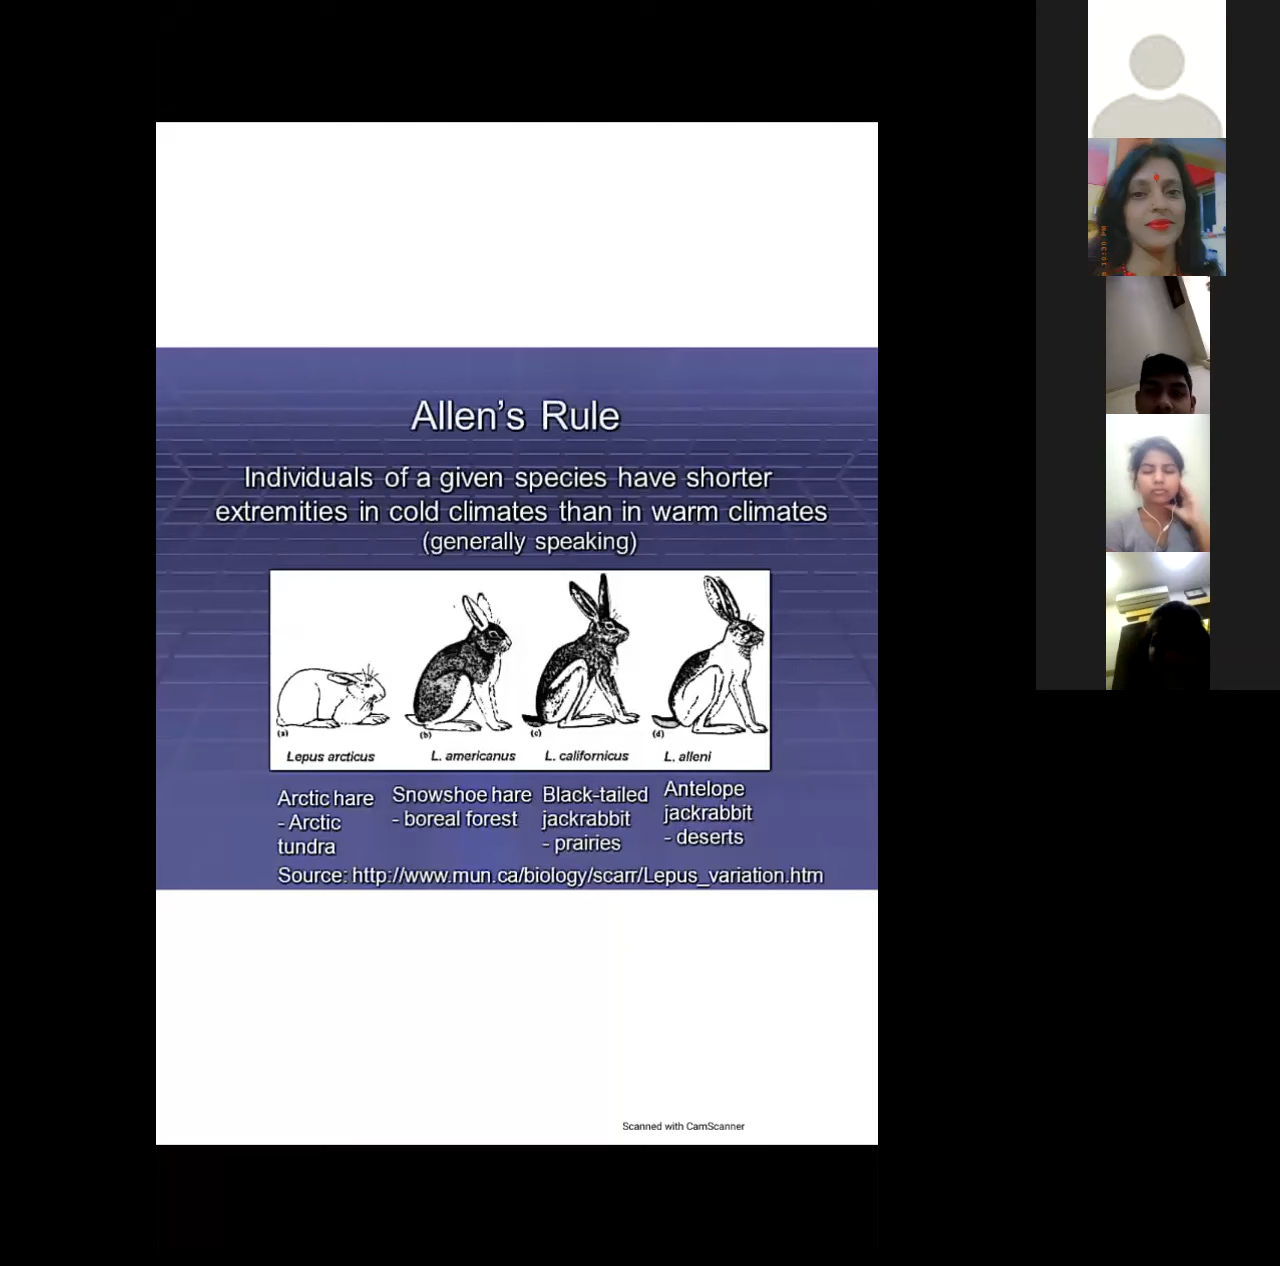 Allen’s Rule
Individuals of a given species have shorter
extremities in cold climates than in warm climates
(generally speaking)
(a)
(b)
(c)
(d)
Lepus arcticus
L. americanus
L. californicus
L. alleni
Arctic hare
- Arctic
tundra
Snowshoe hare
- boreal forest
Black-tailed
jackrabbit
- prairies
Antelope
jackrabbit
- deserts
Source: http://www.mun.ca/biology/scarr/Lepus_variation.htm
Scanned with CamScanner